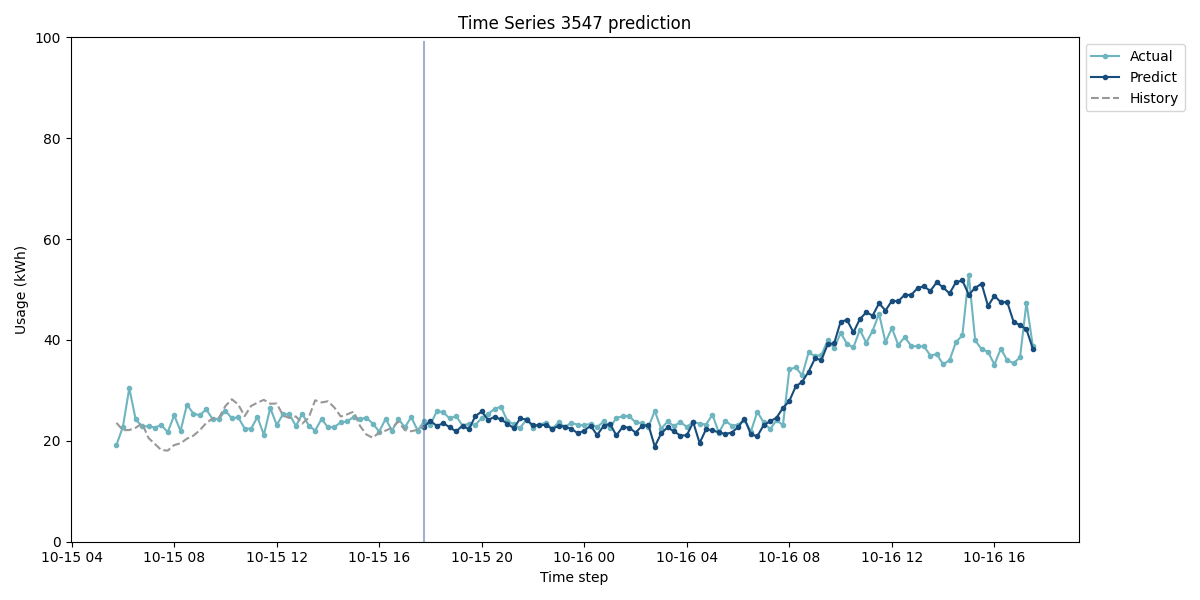 Time Series 3547 prediction
100
80
60
40
20
0
Usage (kWh)
10-15 04 10-15 08 10-15 12 10-15 16 10-15 20 10-16 00 10-16 04 10-16 08 10-16 12 10-16 16
Time step
Actual
Predict
History